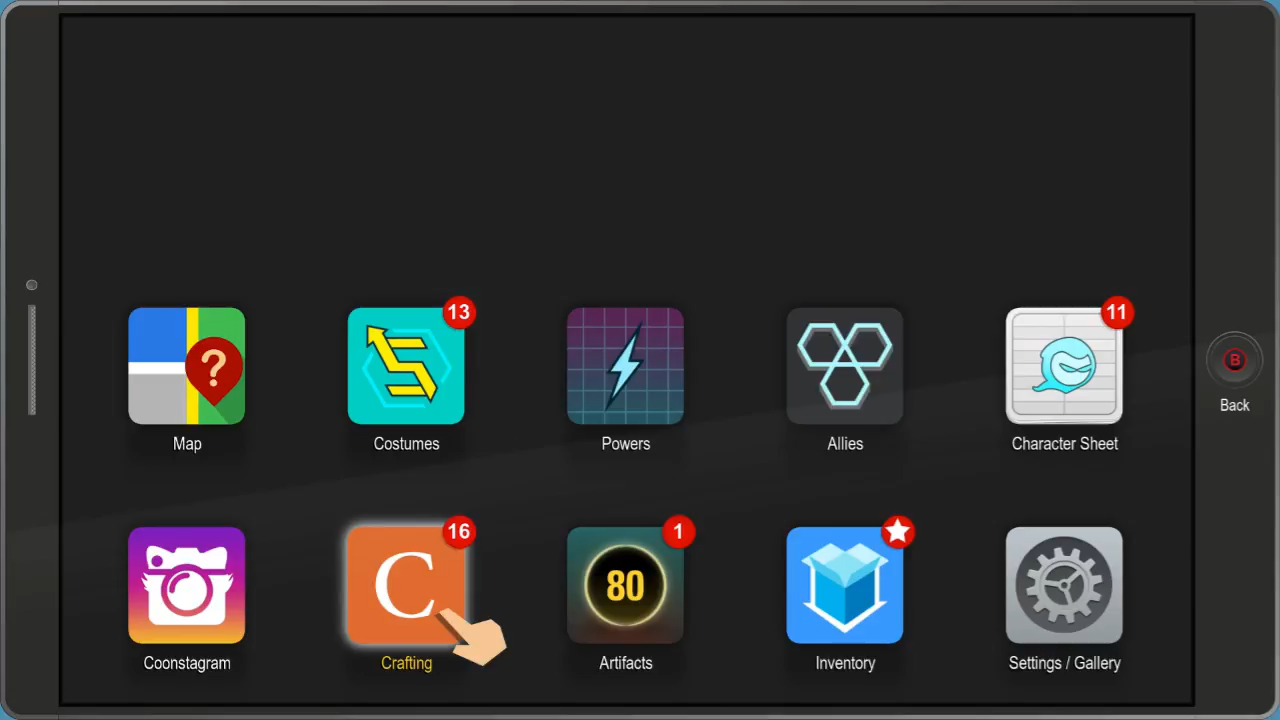 13
11
?
B
Back
Map
Costumes
Powers
Allies
Character Sheet
16
1
C
80
Coonstagram
Crafting
Artifacts
Inventory
Settings / Gallery